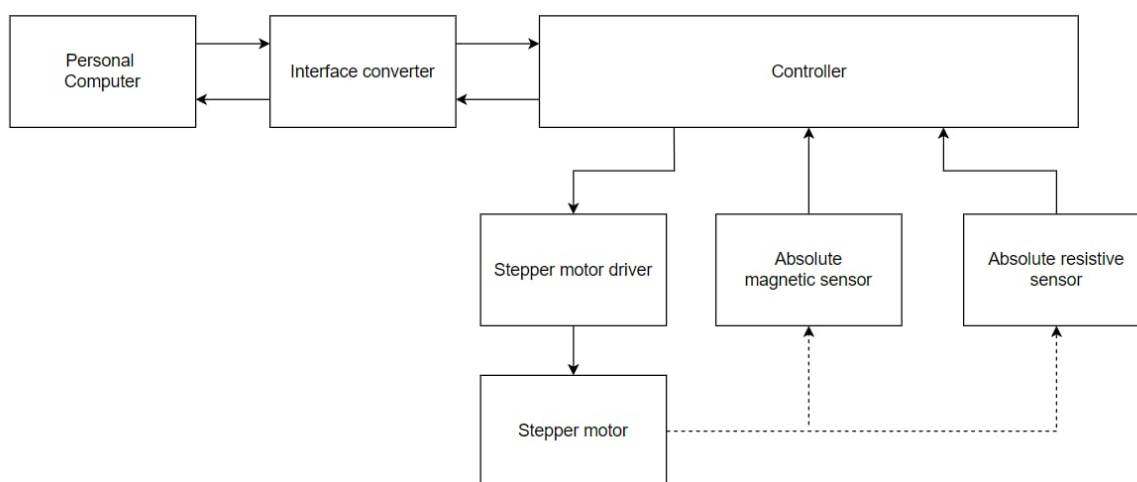 Personal
Computer
Interface converter
Controller
Stepper motor driver
Absolute
magnetic sensor
Absolute resistive
sensor
Stepper motor